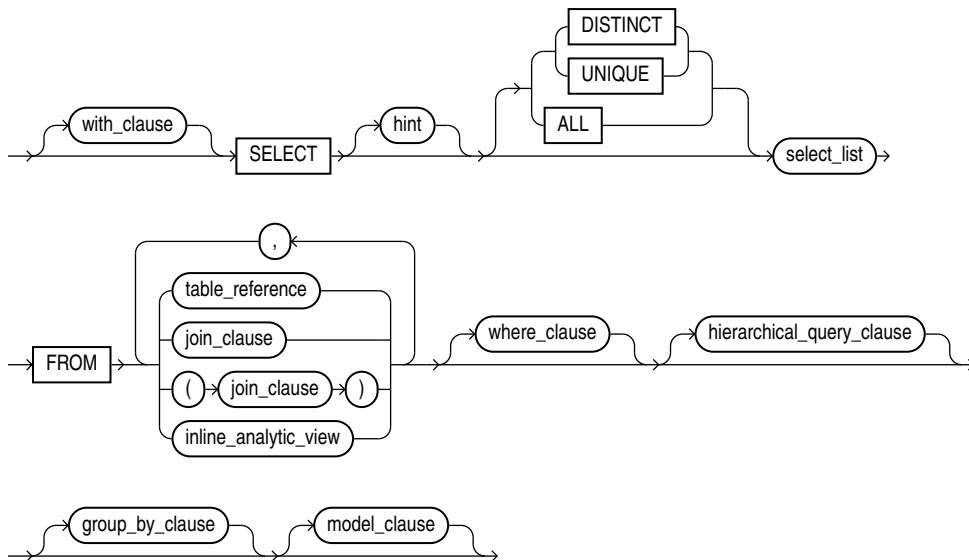 DISTINCT
UNIQUE
ALL
with_clause
SELECT
hint
select_list
,
FROM
table_reference
join_clause
( join_clause )
inline_analytic_view
where_clause
hierarchical_query_clause
group_by_clause
model_clause